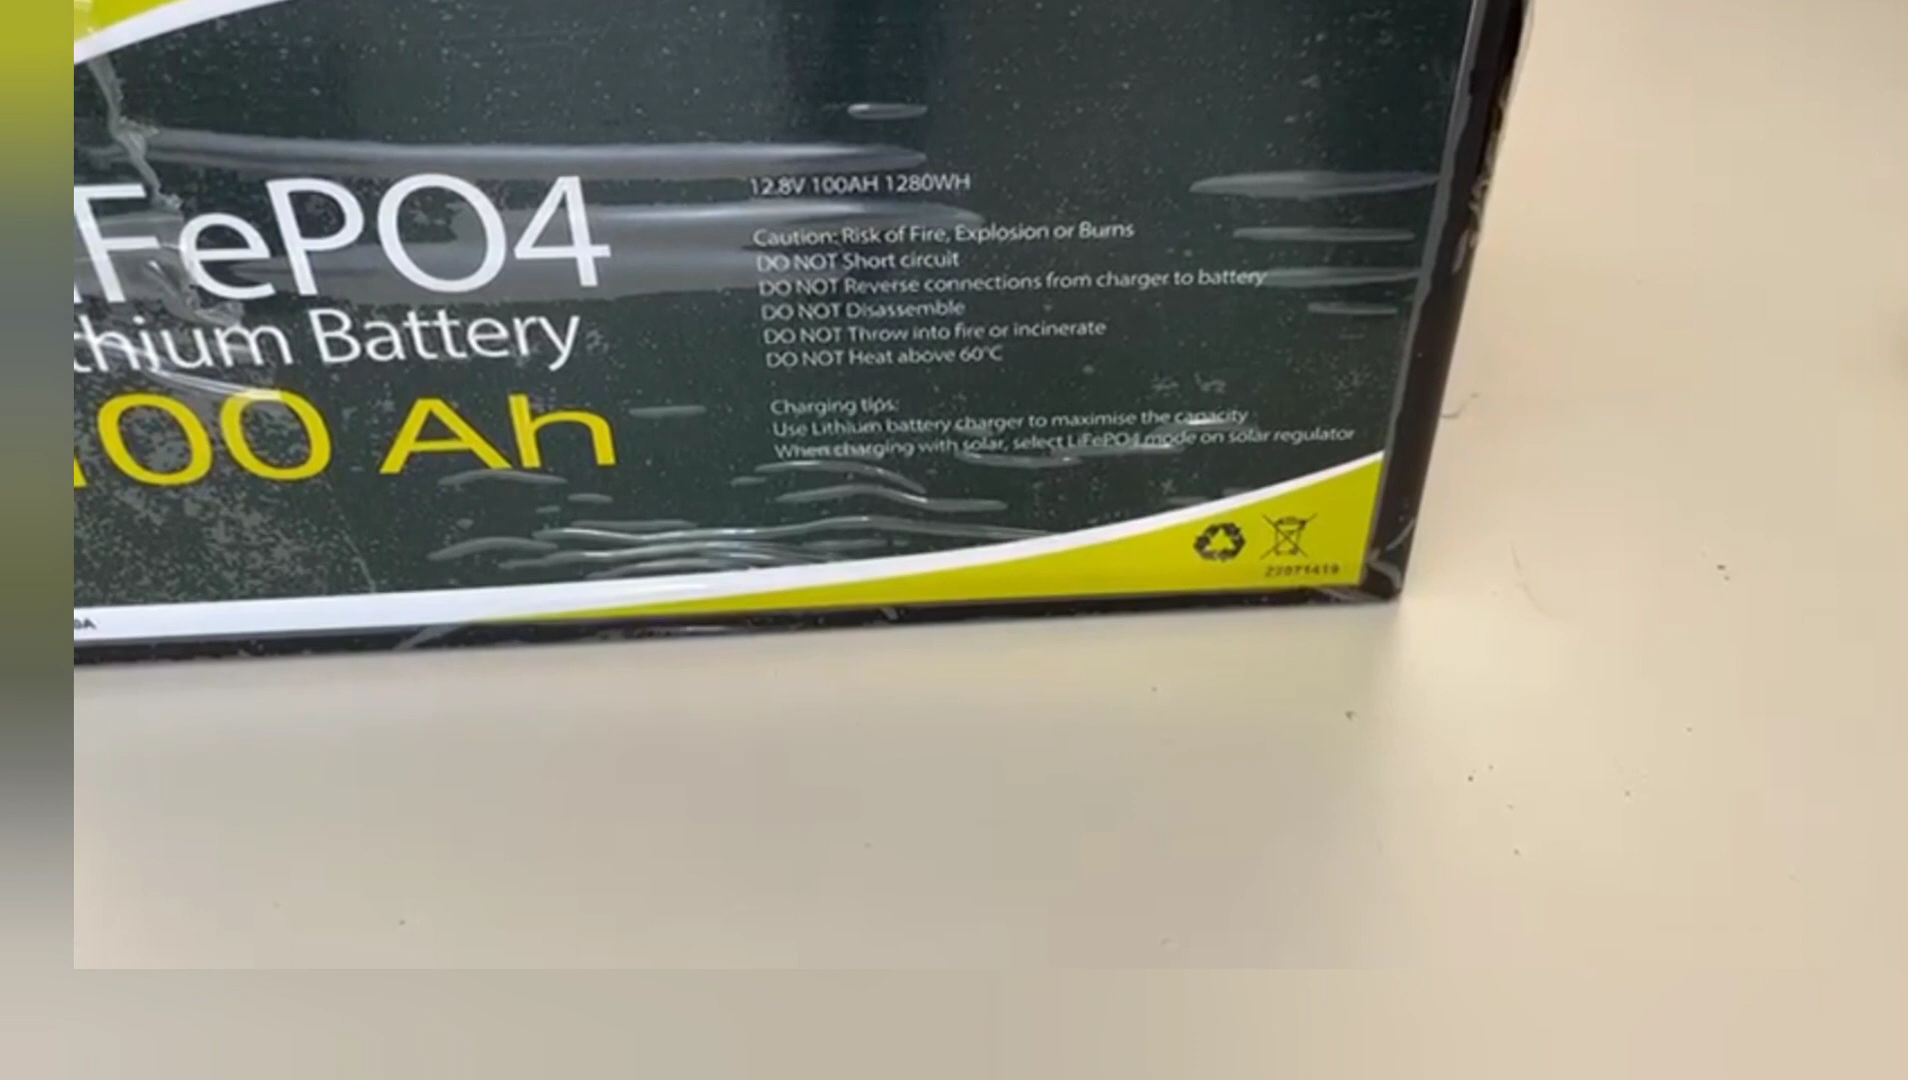 iFePO4
thium Battery
100 Ah
12.8V 100AH 1280WH
Caution: Risk of Fire, Explosion or Burns
DO NOT Short circuit
DO NOT Reverse connections from charger to battery
DO NOT Disassemble
DO NOT Throw into fire or incinerate
DO NOT Heat above 60°C
Charging tips:
Use Lithium battery charger to maximise the capacity
When charging with solar, select LiFePO4 mode on solar regulator
22071419